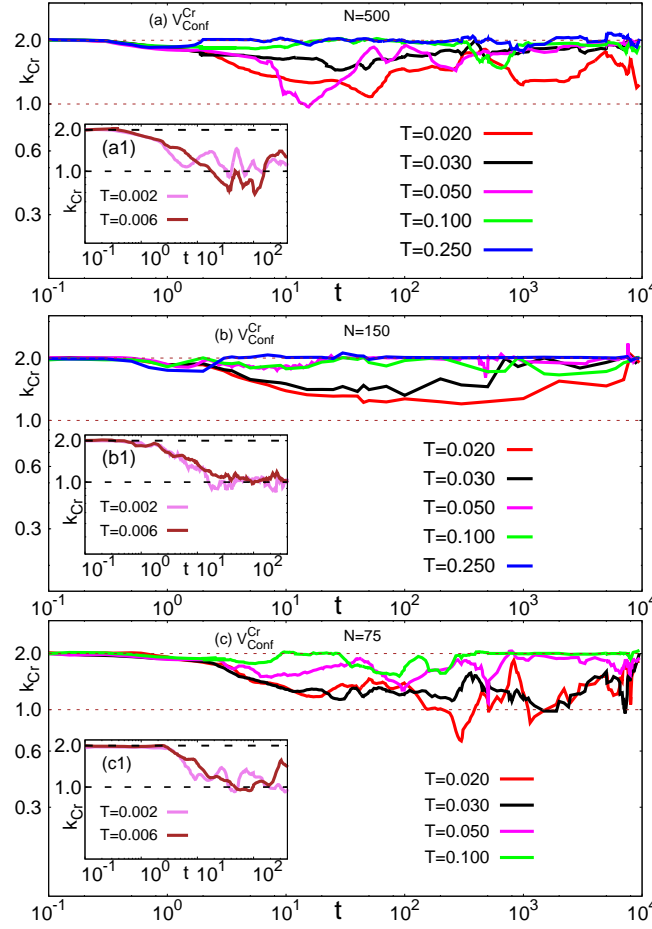 (a) V_Conf^Cr N=500
2.0
1.0
0.6
0.3
k_Cr
T=0.020
T=0.030
T=0.050
T=0.100
T=0.250
(a1)
2.0
1.0
k_Cr
T=0.002
T=0.006
10^-1 10^0 t 10^1 10^2
10^-1 10^0 10^1 t 10^2 10^3 10^4
(b) V_Conf^Cr N=150
2.0
1.0
0.6
0.3
k_Cr
T=0.020
T=0.030
T=0.050
T=0.100
T=0.250
(b1)
2.0
1.0
k_Cr
T=0.002
T=0.006
10^-1 10^0 t 10^1 10^2
10^-1 10^0 10^1 t 10^2 10^3 10^4
(c) V_Conf^Cr N=75
2.0
1.0
0.6
0.3
k_Cr
T=0.020
T=0.030
T=0.050
T=0.100
(c1)
2.0
1.0
k_Cr
T=0.002
T=0.006
10^-1 10^0 t 10^1 10^2
10^-1 10^0 10^1 t 10^2 10^3 10^4